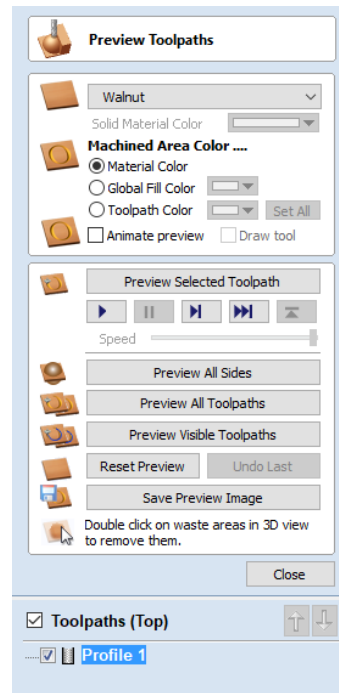 Preview Toolpaths
Walnut
Solid Material Color
Machined Area Color ....
Material Color
Global Fill Color
Toolpath Color
Set All
Animate preview
Draw tool
Preview Selected Toolpath
Speed
Preview All Sides
Preview All Toolpaths
Preview Visible Toolpaths
Reset Preview
Undo Last
Save Preview Image
Double click on waste areas in 3D view
to remove them.
Close
Toolpaths (Top)
Profile 1